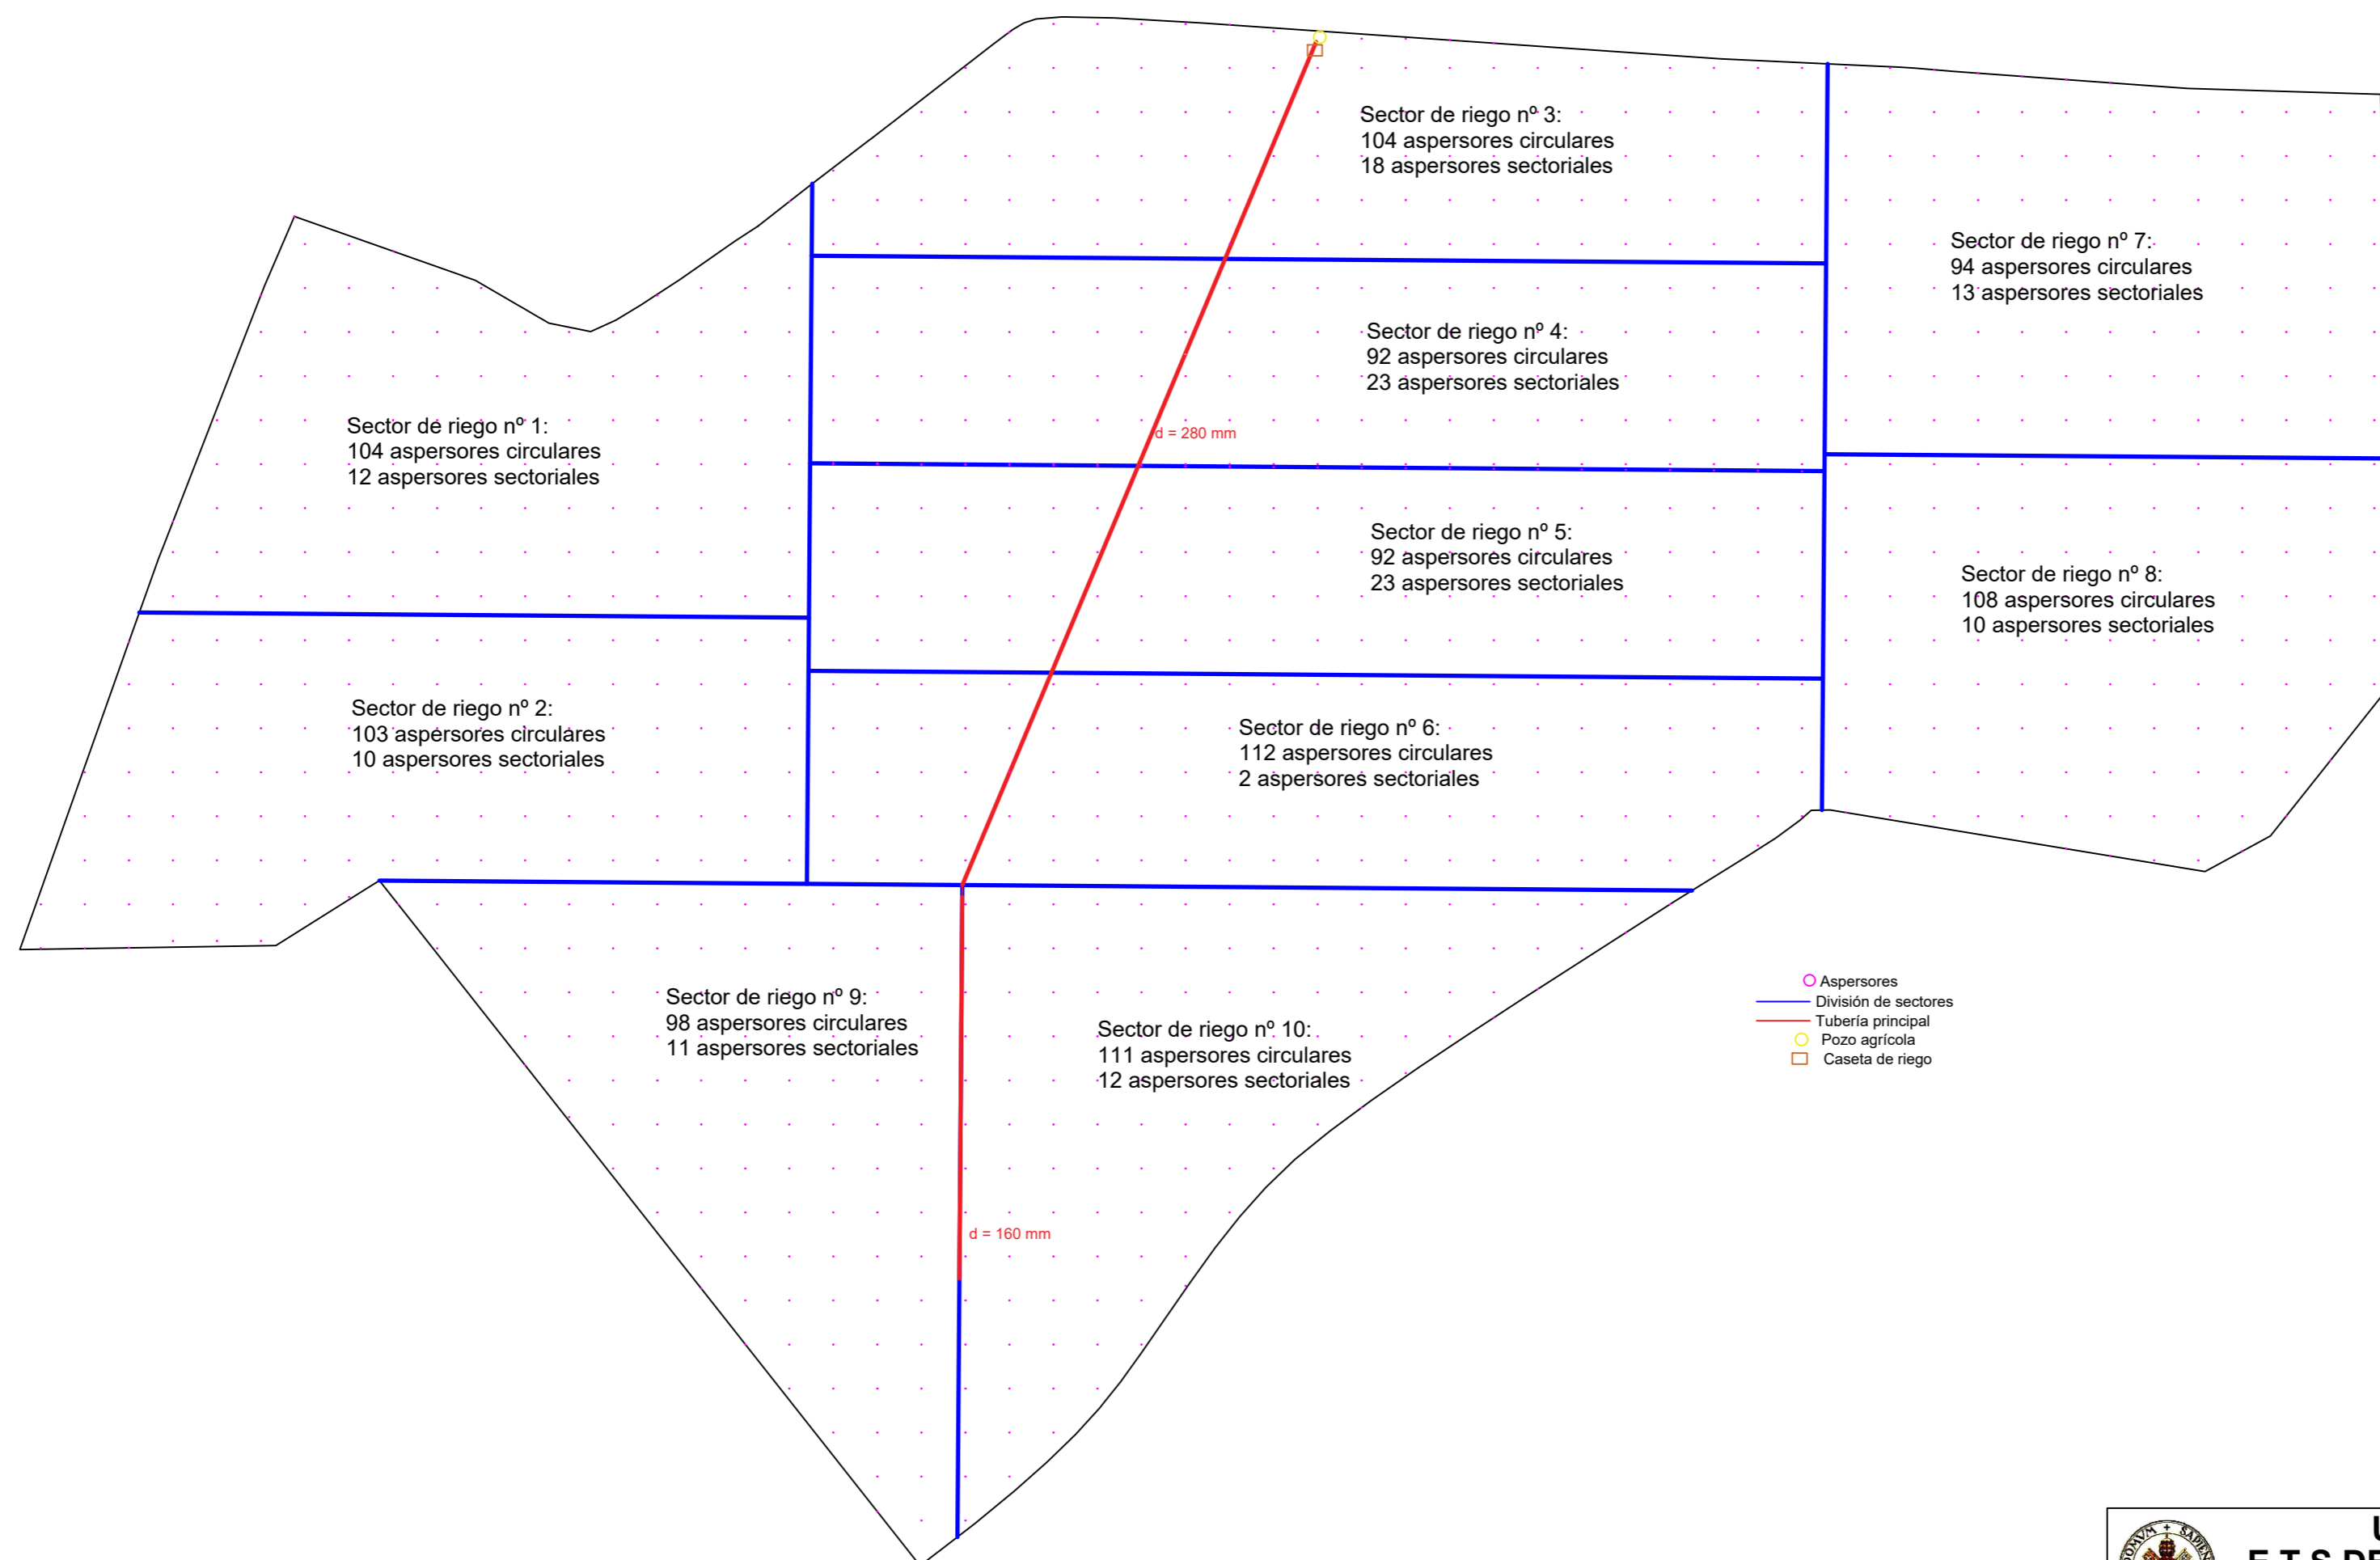 Sector de riego nº 3:
104 aspersores circulares
18 aspersores sectoriales
Sector de riego nº 7:
94 aspersores circulares
13 aspersores sectoriales
Sector de riego nº 4:
92 aspersores circulares
23 aspersores sectoriales
Sector de riego nº 1:
104 aspersores circulares
12 aspersores sectoriales
d = 280 mm
Sector de riego nº 5:
92 aspersores circulares
23 aspersores sectoriales
Sector de riego nº 8:
108 aspersores circulares
10 aspersores sectoriales
Sector de riego nº 2:
103 aspersores circulares
10 aspersores sectoriales
Sector de riego nº 6:
112 aspersores circulares
2 aspersores sectoriales
Sector de riego nº 9:
98 aspersores circulares
11 aspersores sectoriales
Sector de riego nº 10:
111 aspersores circulares
12 aspersores sectoriales
Aspersores
División de sectores
Tubería principal
Pozo agrícola
Caseta de riego
d = 160 mm